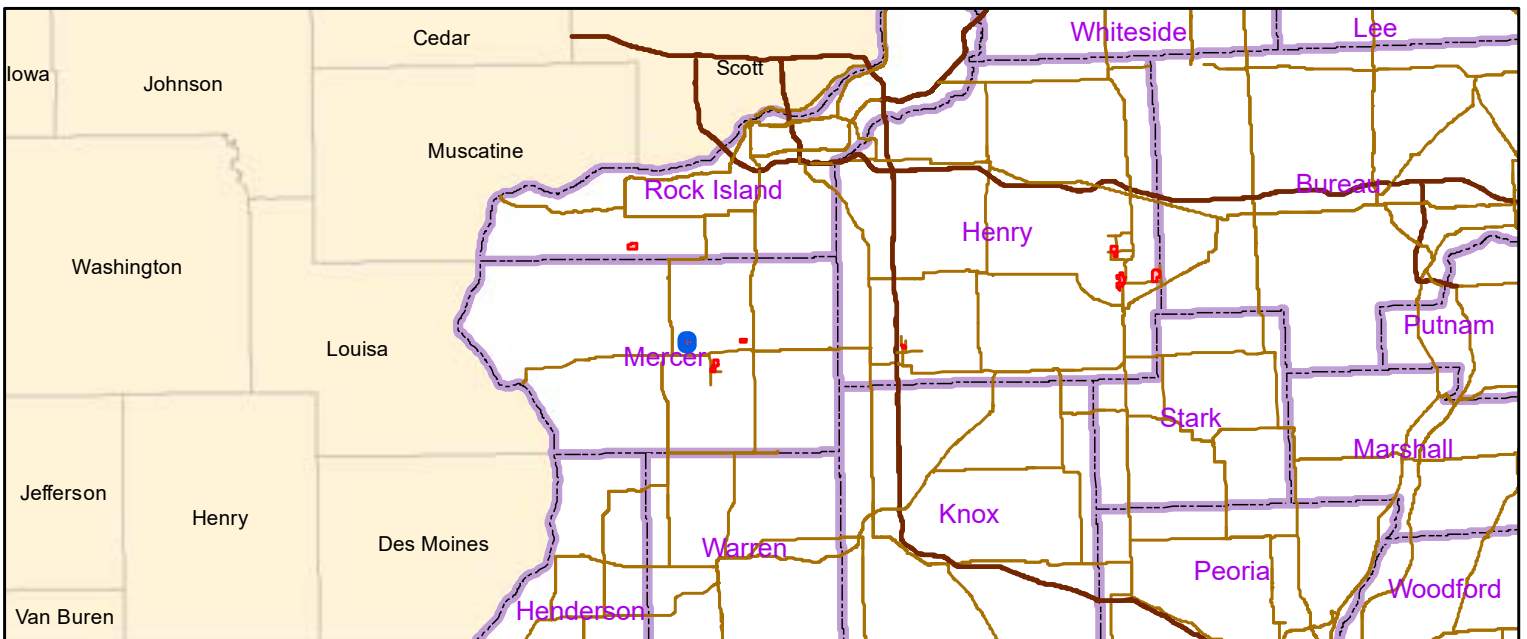 Whiteside
Lee
Cedar
Scott
Iowa
Johnson
Muscatine
Rock Island
Bureau
Henry
Washington
Putnam
Louisa
Mercer
Stark
Marshall
Jefferson
Henry
Knox
Des Moines
Warren
Peoria
Woodford
Henderson
Van Buren